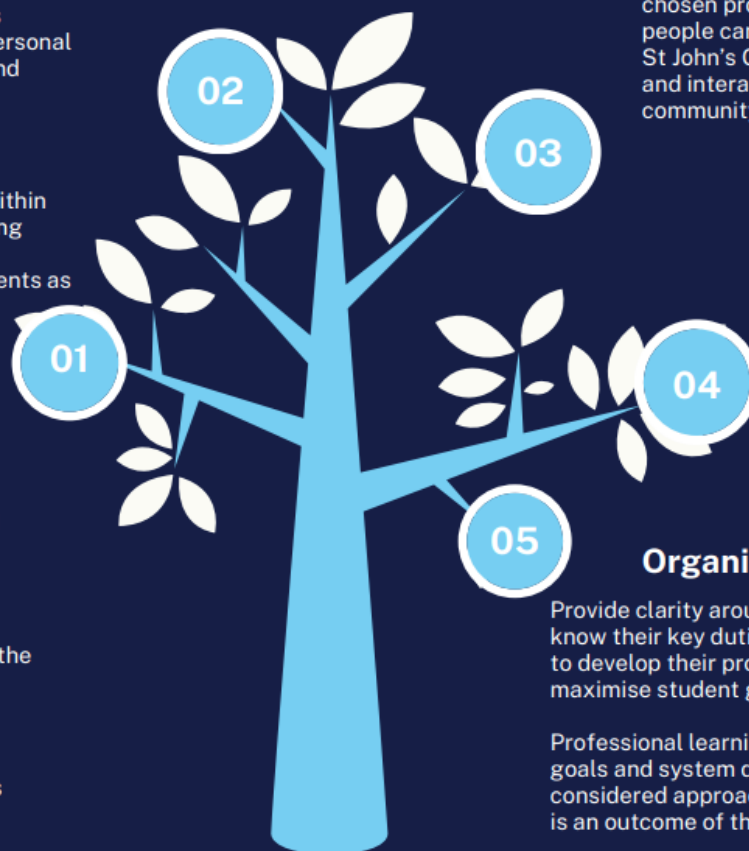 ersonal
nd
ithin
ng
ents as
the
s
02
03
01
04
05
chosen pro
people can
St John's C
and intera
community
Organi
Provide clarity arou
know their key duti
to develop their pro
maximise student g
Professional learni
goals and system d
considered approac
is an outcome of th